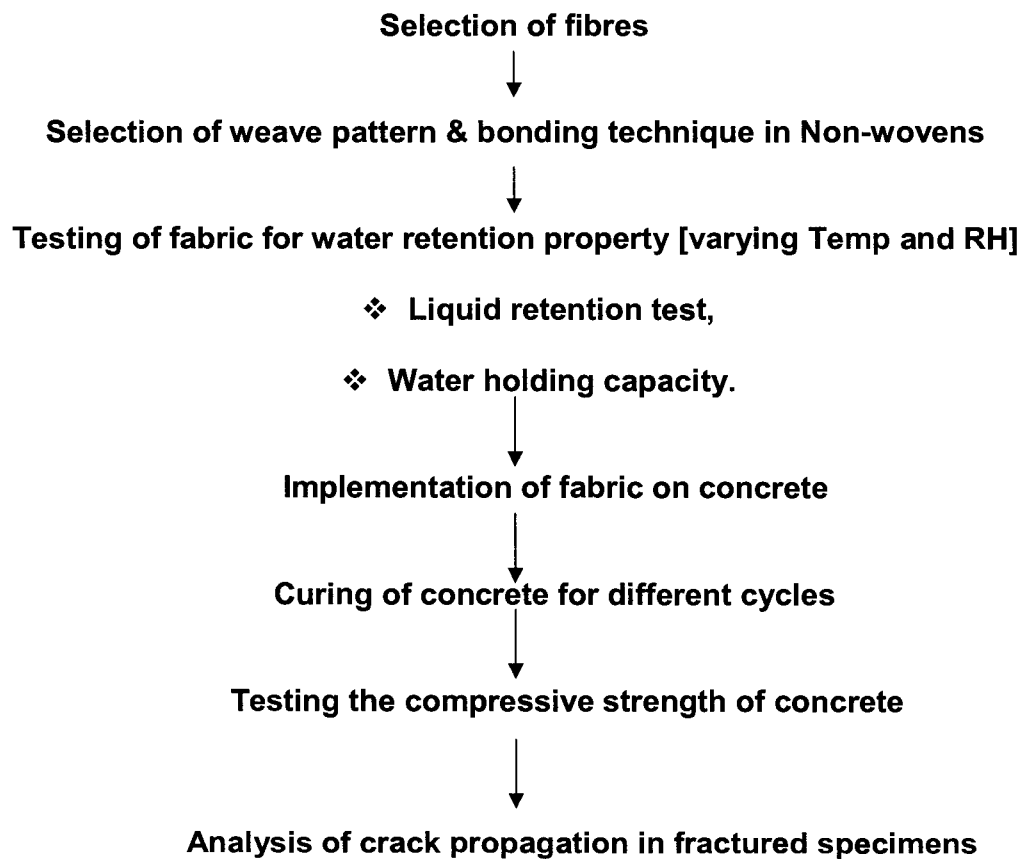 Selection of fibres
Selection of weave pattern & bonding technique in Non-wovens
Testing of fabric for water retention property [varying Temp and RH]
❖ Liquid retention test,
❖ Water holding capacity.
Implementation of fabric on concrete
Curing of concrete for different cycles
Testing the compressive strength of concrete
Analysis of crack propagation in fractured specimens